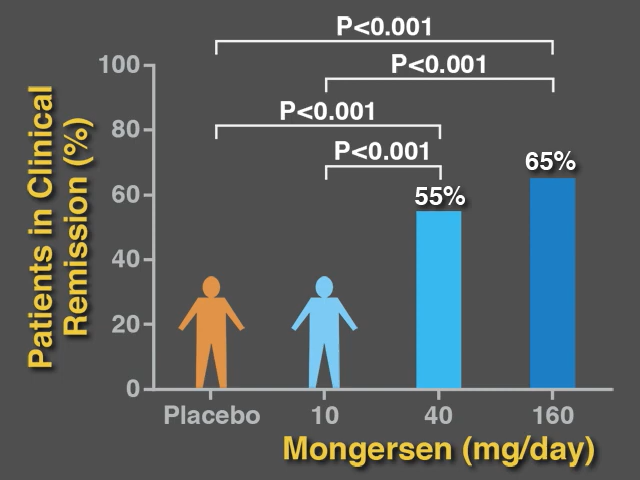 P<0.001
P<0.001
P<0.001
P<0.001
Patients in Clinical
Remission (%)
100
80
60
40
20
0
55%
65%
Placebo
10
40
160
Mongersen (mg/day)